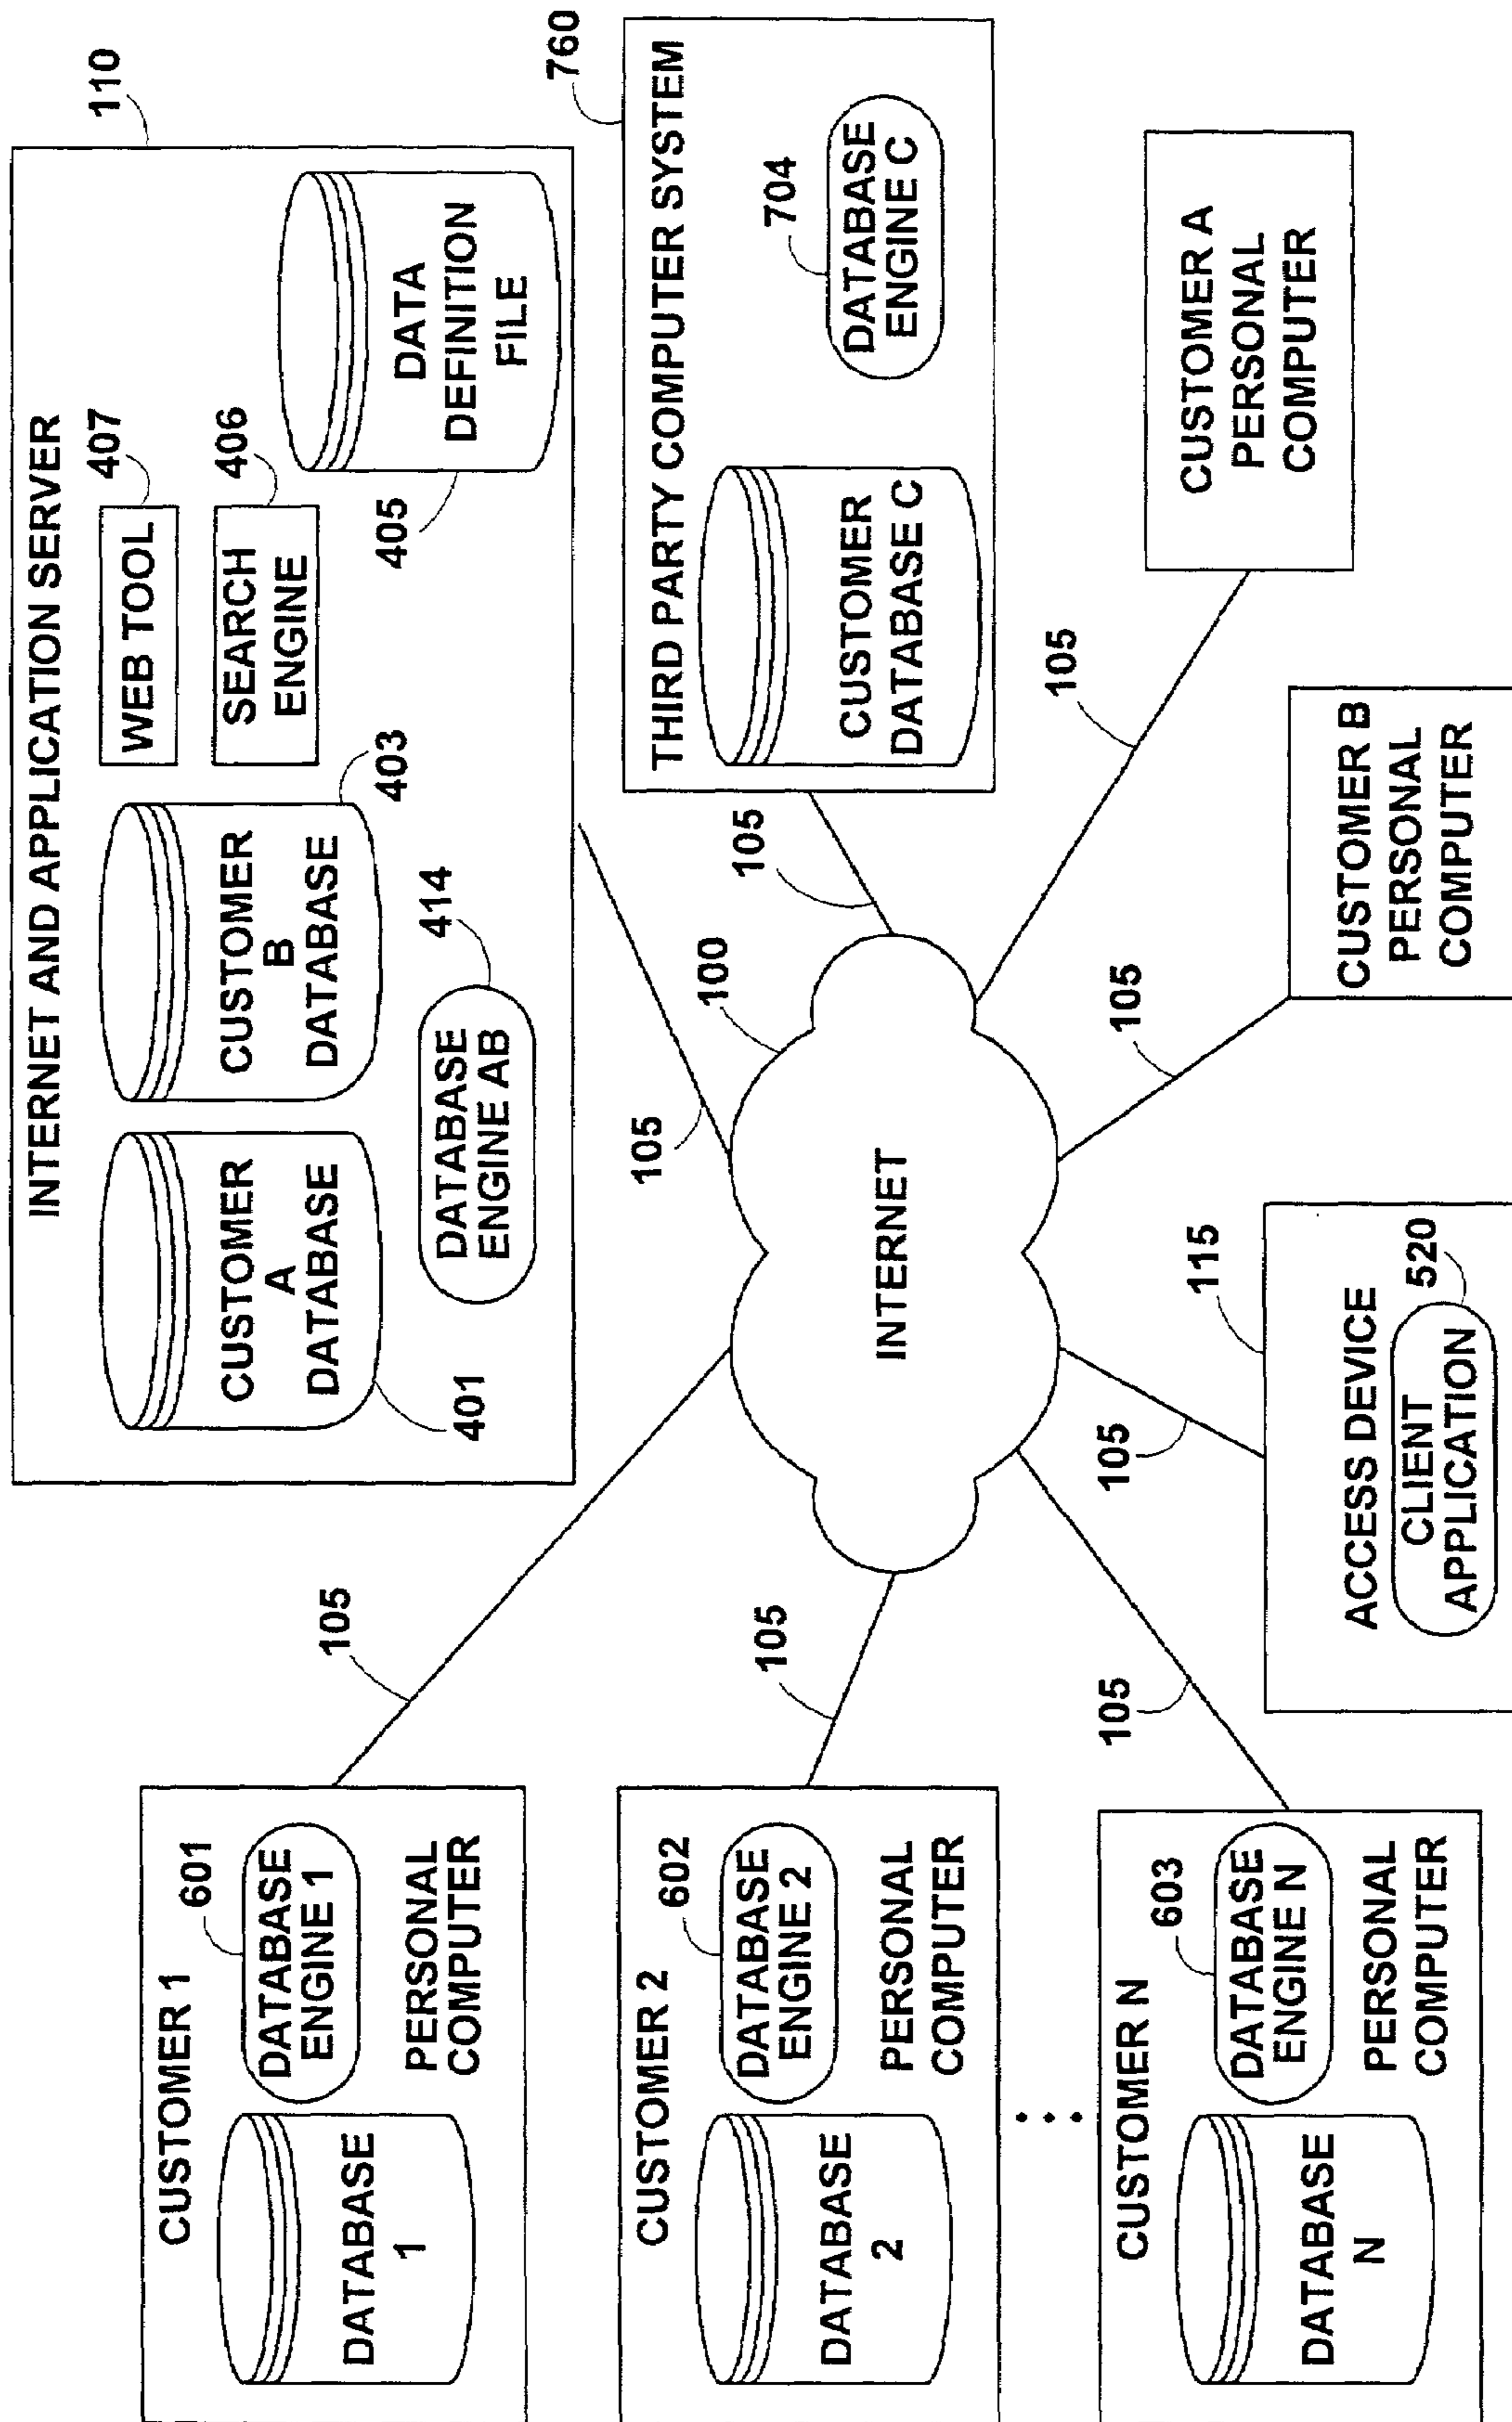 INTERNET AND APPLICATION SERVER
110
CUSTOMER
A
DATABASE
401
CUSTOMER
B
DATABASE
403
DATABASE
ENGINE AB
414
WEB TOOL
407
SEARCH
ENGINE
406
DATA
DEFINITION
FILE
405
CUSTOMER 1
601
DATABASE
ENGINE 1
DATABASE
1
PERSONAL
COMPUTER
105
CUSTOMER 2
602
DATABASE
ENGINE 2
DATABASE
2
PERSONAL
COMPUTER
105
CUSTOMER N
603
DATABASE
ENGINE N
DATABASE
N
PERSONAL
COMPUTER
105
INTERNET
100
105
THIRD PARTY COMPUTER SYSTEM
760
CUSTOMER
DATABASE C
704
DATABASE
ENGINE C
105
ACCESS DEVICE
115
CLIENT
APPLICATION
520
105
CUSTOMER B
PERSONAL
COMPUTER
105
CUSTOMER A
PERSONAL
COMPUTER
105